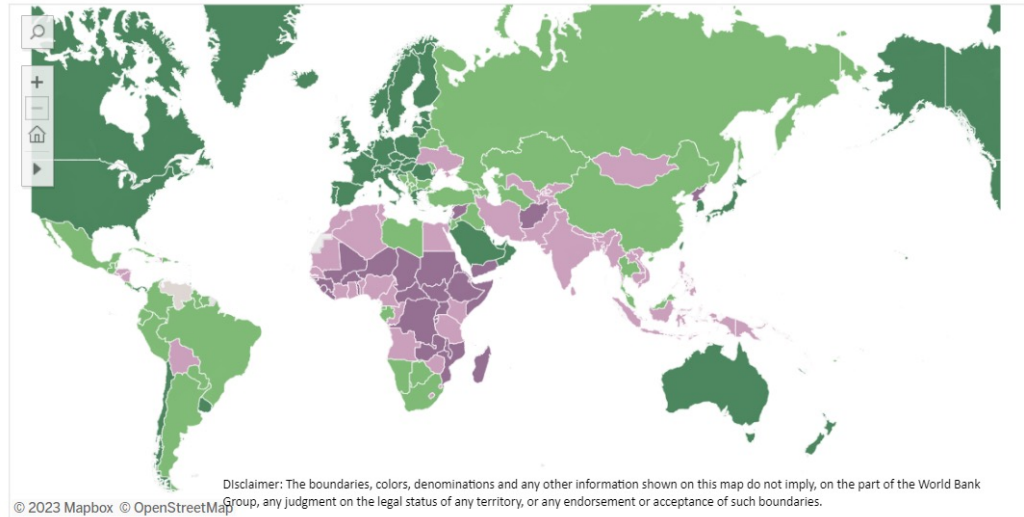 DIsclaimer: The boundaries, colors, denominations and any other information shown on this map do not imply, on the part of the World Bank
Group, any judgment on the legal status of any territory, or any endorsement or acceptance of such boundaries.
© 2023 Mapbox © OpenStreetMap